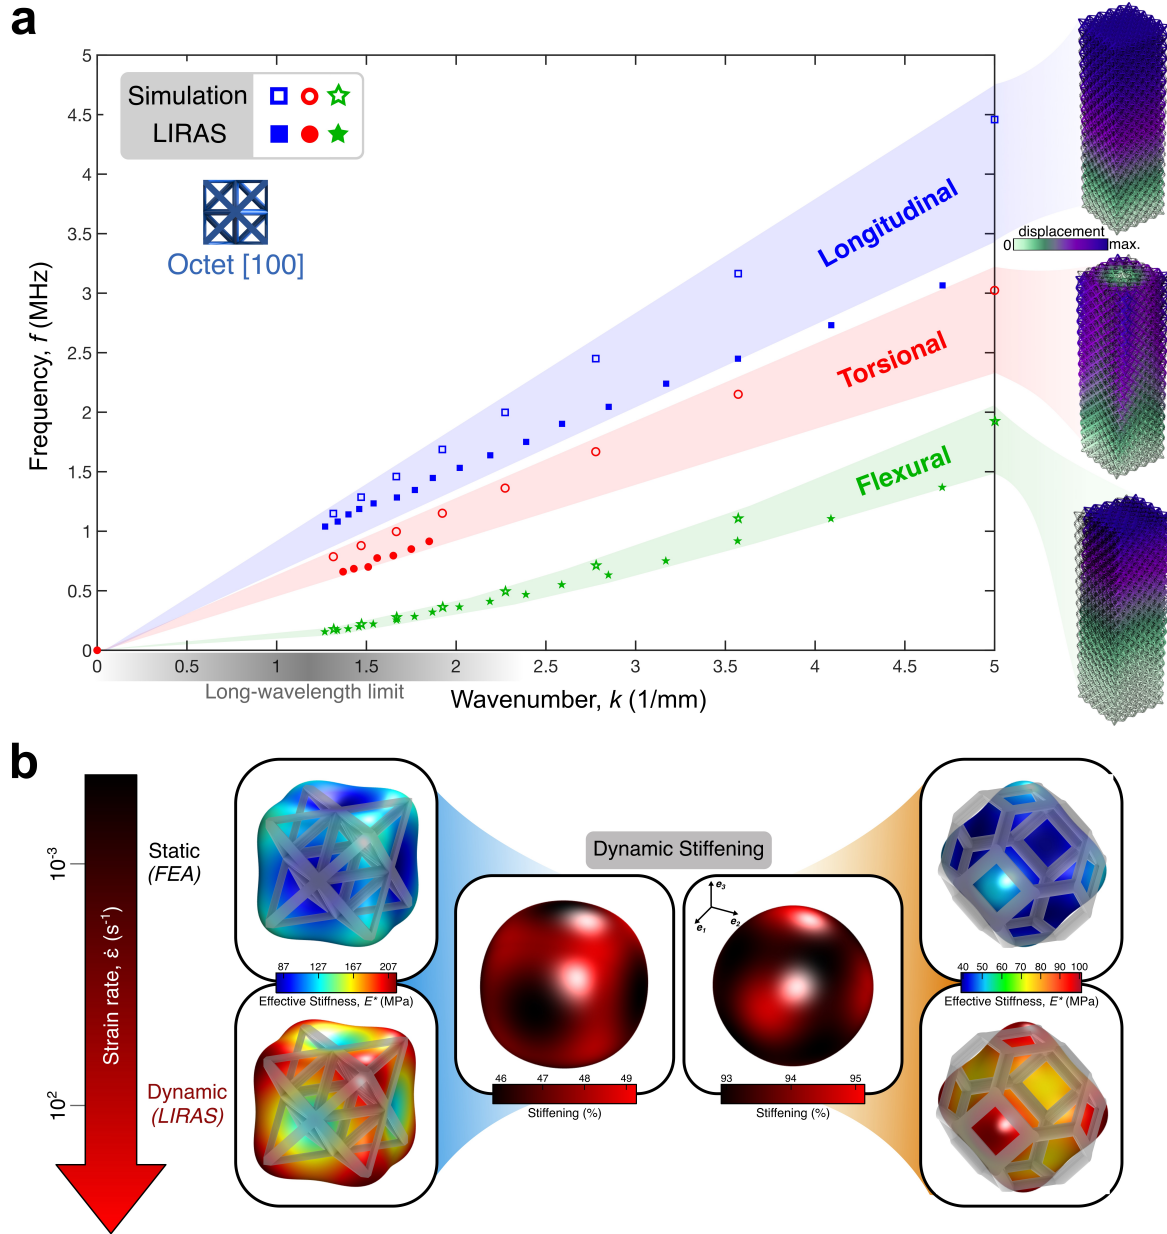 a
5
4.5
4
3.5
3
2.5
2
1.5
1
0.5
0
Frequency, f (MHz)
Simulation
LIRAS
Octet [100]
Longitudinal
Torsional
Flexural
displacement
0 max.
0 0.5 1 1.5 2 2.5 3 3.5 4 4.5 5
Long-wavelength limit
Wavenumber, k (1/mm)
b
Strain rate, ε̇ (s⁻¹)
10⁻³
10²
Static
(FEA)
Dynamic
(LIRAS)
87 127 167 207
Effective Stiffness, E* (MPa)
Dynamic Stiffening
46 47 48 49
Stiffening (%)
e₃
e₂
e₁
93 94 95
Stiffening (%)
40 50 60 70 80 90 100
Effective Stiffness, E* (MPa)